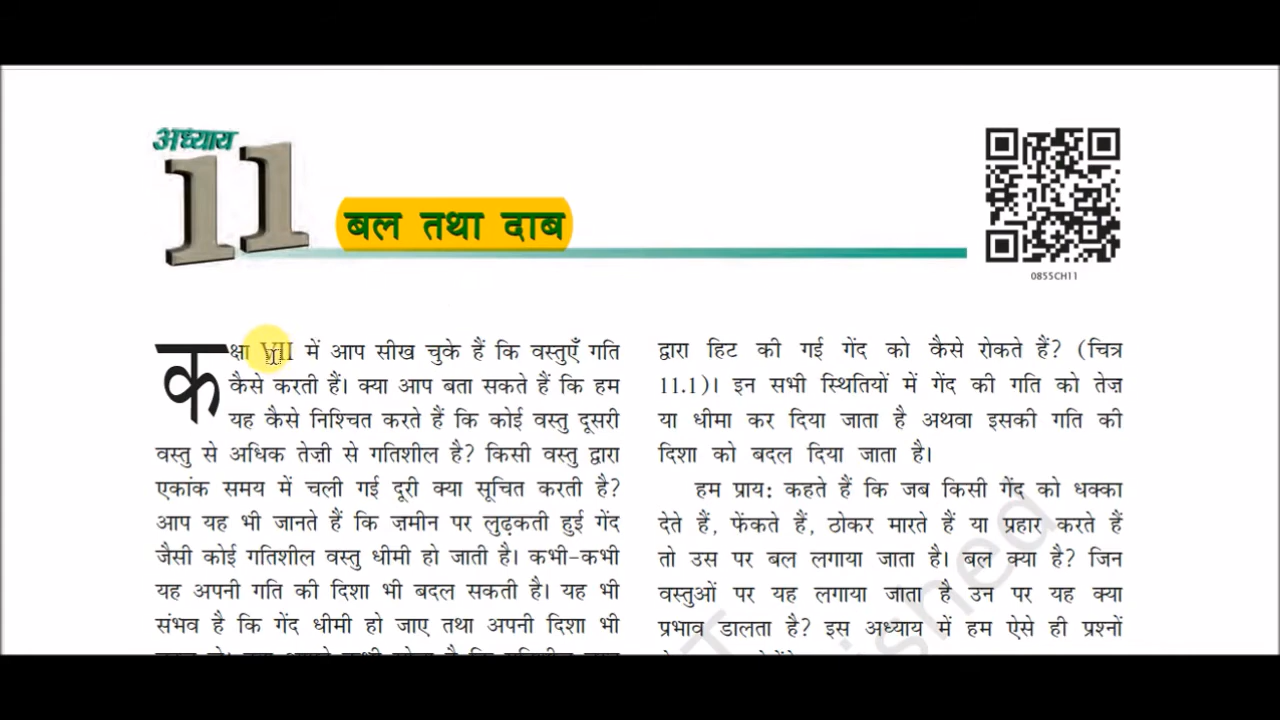 अध्याय
11
बल तथा दाब
0855CH11
कक्षा VII में आप सीख चुके हैं कि वस्तुएँ गति
कैसे करती हैं। क्या आप बता सकते हैं कि हम
यह कैसे निश्चित करते हैं कि कोई वस्तु दूसरी
वस्तु से अधिक तेज़ी से गतिशील है? किसी वस्तु द्वारा
एकांक समय में चली गई दूरी क्या सूचित करती है?
आप यह भी जानते हैं कि ज़मीन पर लुढ़कती हुई गेंद
जैसी कोई गतिशील वस्तु धीमी हो जाती है। कभी-कभी
यह अपनी गति की दिशा भी बदल सकती है। यह भी
संभव है कि गेंद धीमी हो जाए तथा अपनी दिशा भी
द्वारा हिट की गई गेंद को कैसे रोकते हैं? (चित्र
11.1)। इन सभी स्थितियों में गेंद की गति को तेज़
या धीमा कर दिया जाता है अथवा इसकी गति की
दिशा को बदल दिया जाता है।
हम प्राय: कहते हैं कि जब किसी गेंद को धक्का
देते हैं, फेंकते हैं, ठोकर मारते हैं या प्रहार करते हैं
तो उस पर बल लगाया जाता है। बल क्या है? जिन
वस्तुओं पर यह लगाया जाता है उन पर यह क्या
प्रभाव डालता है? इस अध्याय में हम ऐसे ही प्रश्नों